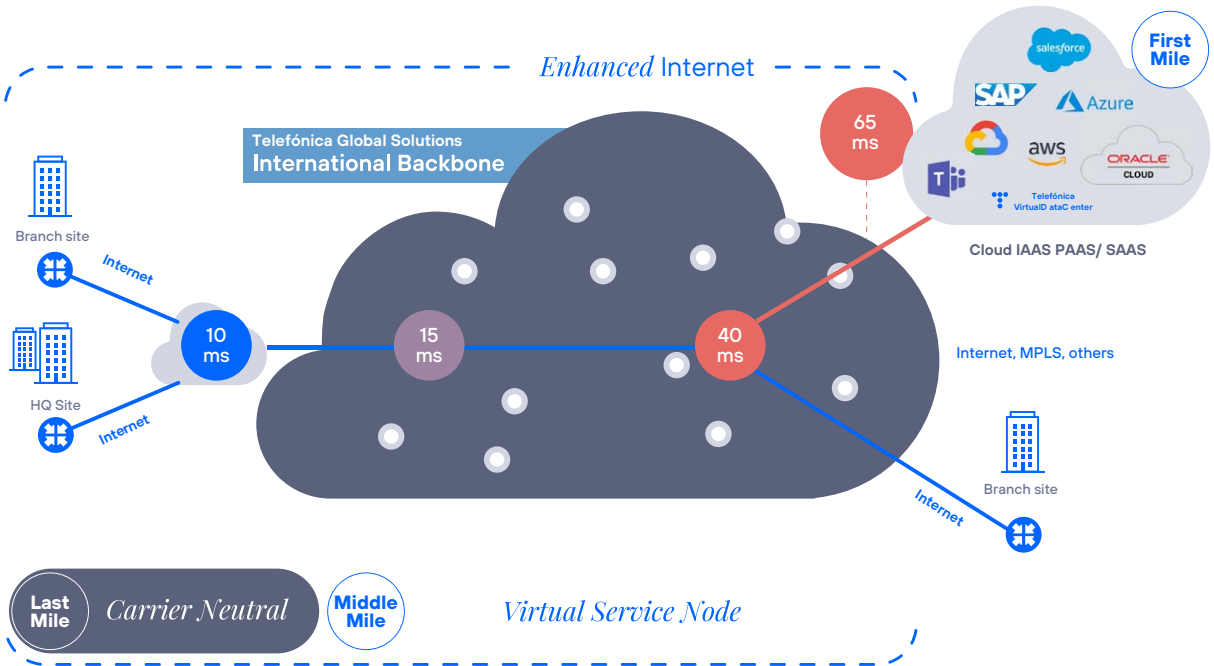 Enhanced Internet
First
Mile
salesforce
SAP
Azure
aws
ORACLE
CLOUD
T
Telefónica
VirtualD ataC enter
Cloud IAAS PAAS/ SAAS
65
ms
Telefónica Global Solutions
International Backbone
Branch site
Internet
10
ms
15
ms
40
ms
Internet, MPLS, others
HQ Site
Internet
Branch site
Internet
Last
Mile
Carrier Neutral
Middle
Mile
Virtual Service Node